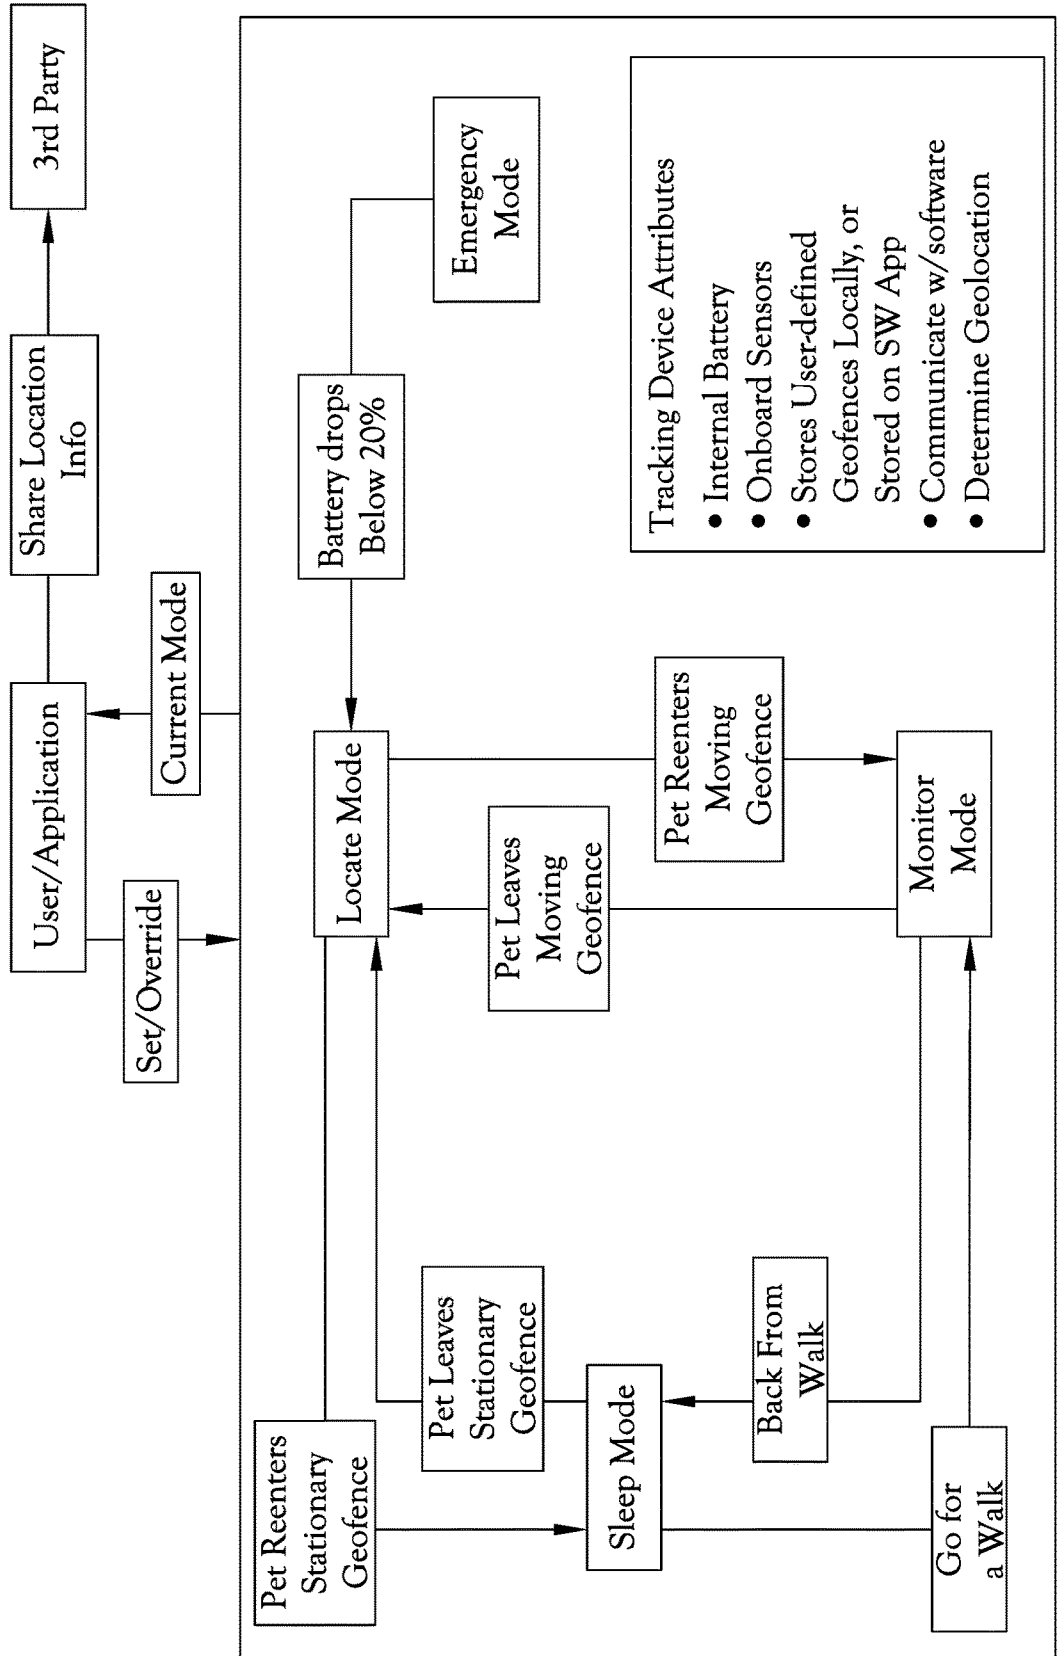 User/Application
Share Location
Info
3rd Party
Set/Override
Current Mode
Pet Reenters
Stationary
Geofence
Locate Mode
Battery drops
Below 20%
Emergency
Mode
Pet Leaves
Stationary
Geofence
Pet Leaves
Moving
Geofence
Pet Reenters
Moving
Geofence
Sleep Mode
Back From
Walk
Go for
a Walk
Monitor
Mode
Tracking Device Attributes
● Internal Battery
● Onboard Sensors
● Stores User-defined
Geofences Locally, or
Stored on SW App
● Communicate w/software
● Determine Geolocation